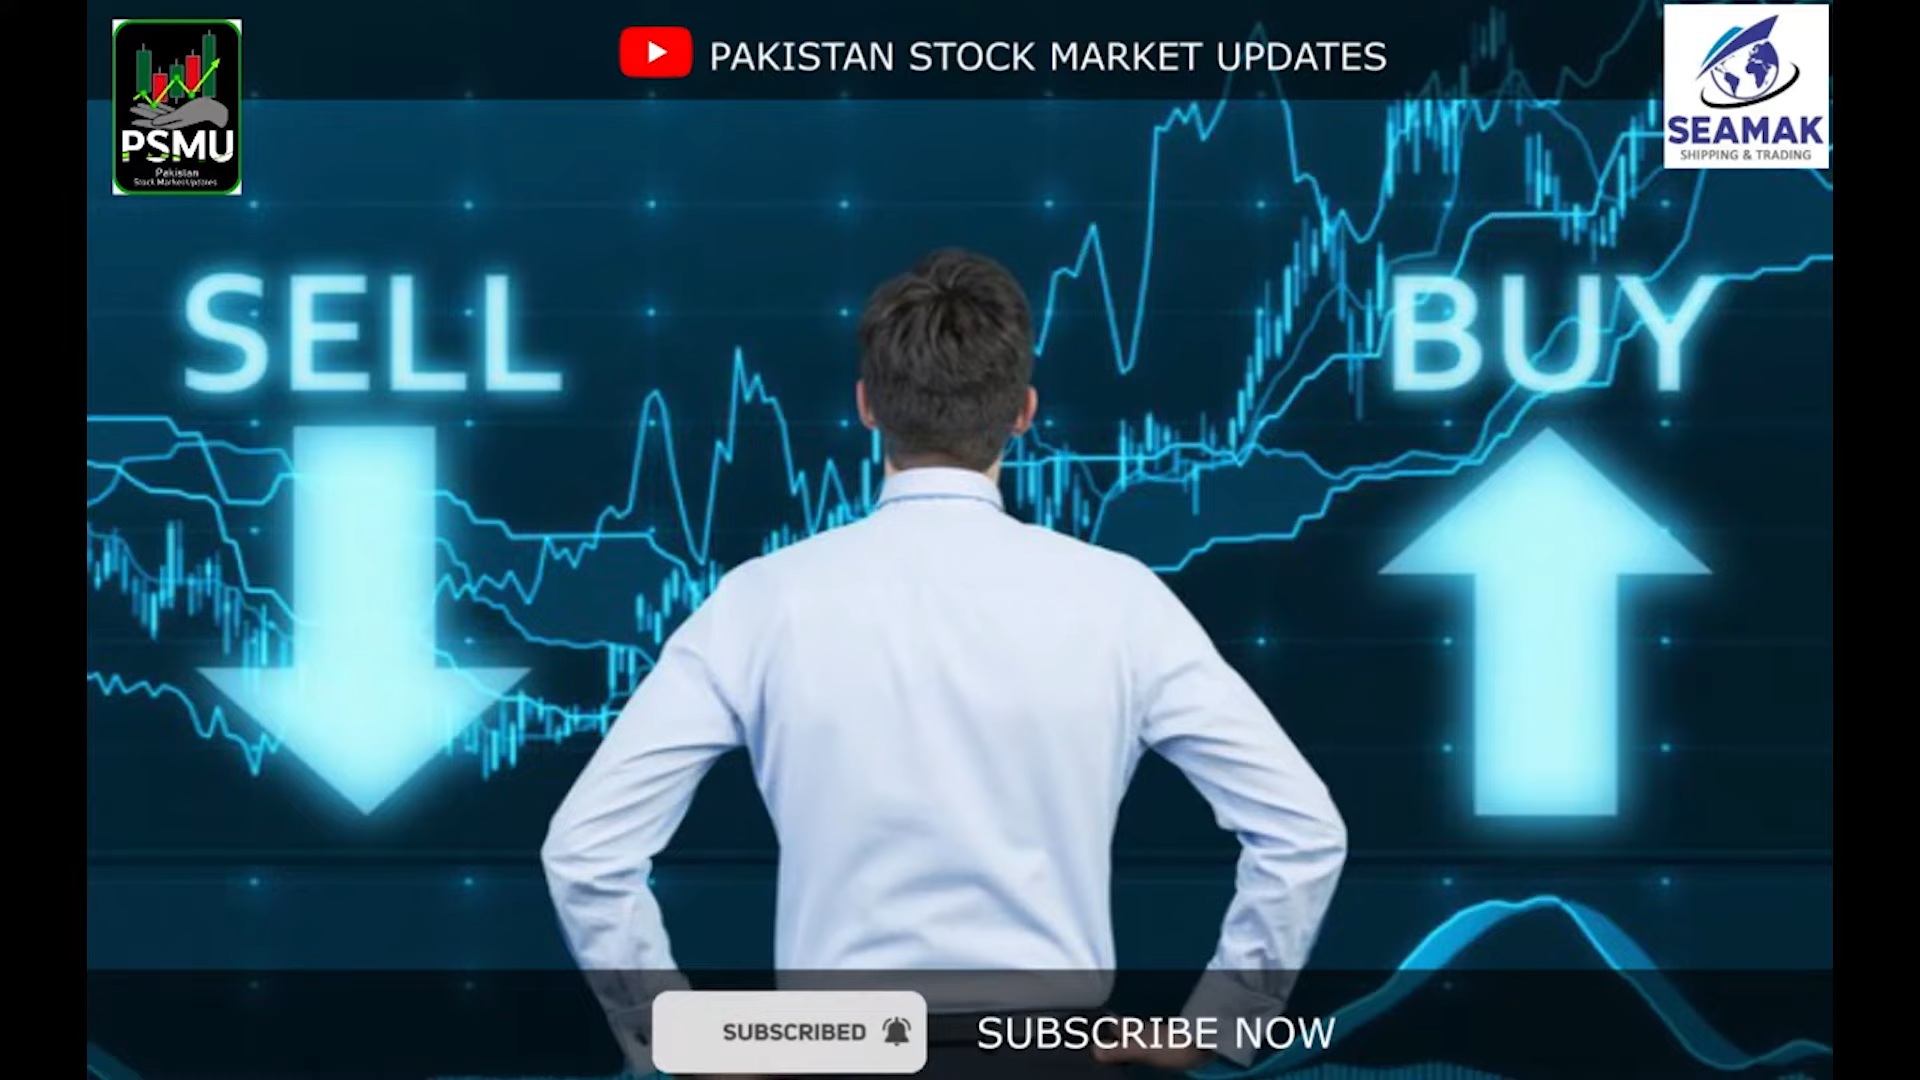 PAKISTAN STOCK MARKET UPDATES
PSMU
Pakistan
Stock Market Updates
SEAMAK
SHIPPING & TRADING
SELL
BUY
SUBSCRIBED
SUBSCRIBE NOW